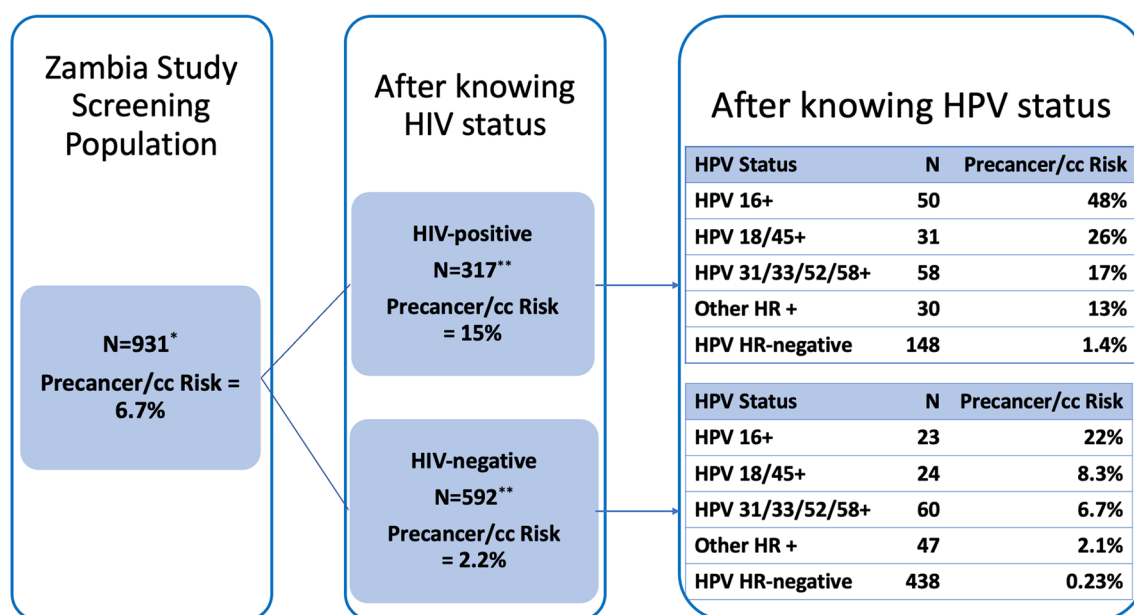 Zambia Study
Screening
Population
N=931*
Precancer/cc Risk =
6.7%
After knowing
HIV status
HIV-positive
N=317**
Precancer/cc Risk
= 15%
HIV-negative
N=592**
Precancer/cc Risk
= 2.2%
After knowing HPV status
HPV Status N Precancer/cc Risk
HPV 16+ 50 48%
HPV 18/45+ 31 26%
HPV 31/33/52/58+ 58 17%
Other HR + 30 13%
HPV HR-negative 148 1.4%
HPV Status N Precancer/cc Risk
HPV 16+ 23 22%
HPV 18/45+ 24 8.3%
HPV 31/33/52/58+ 60 6.7%
Other HR + 47 2.1%
HPV HR-negative 438 0.23%